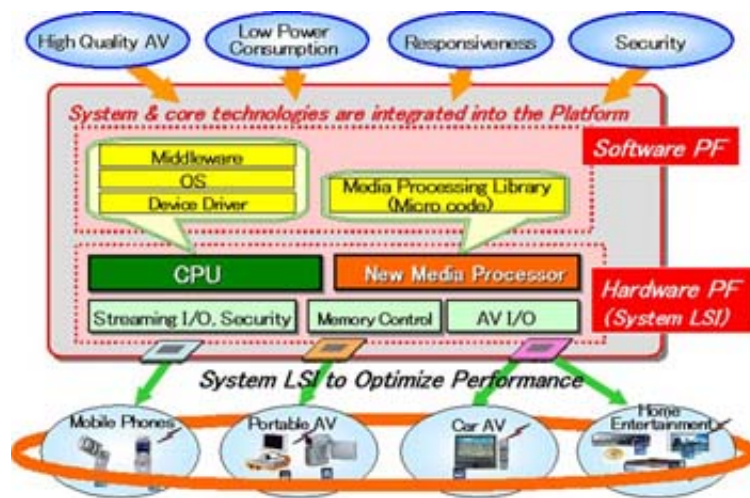 High Quality AV
Low Power
Consumption
Responsiveness
Security
System & core technologies are integrated into the Platform
Software PF
Middleware
OS
Device Driver
Media Processing Library
(Micro code)
CPU
New Media Processor
Hardware PF
(System LSI)
Streaming I/O, Security
Memory Control
AV I/O
System LSI to Optimize Performance
Mobile Phones
Portable AV
Car AV
Home
Entertainment